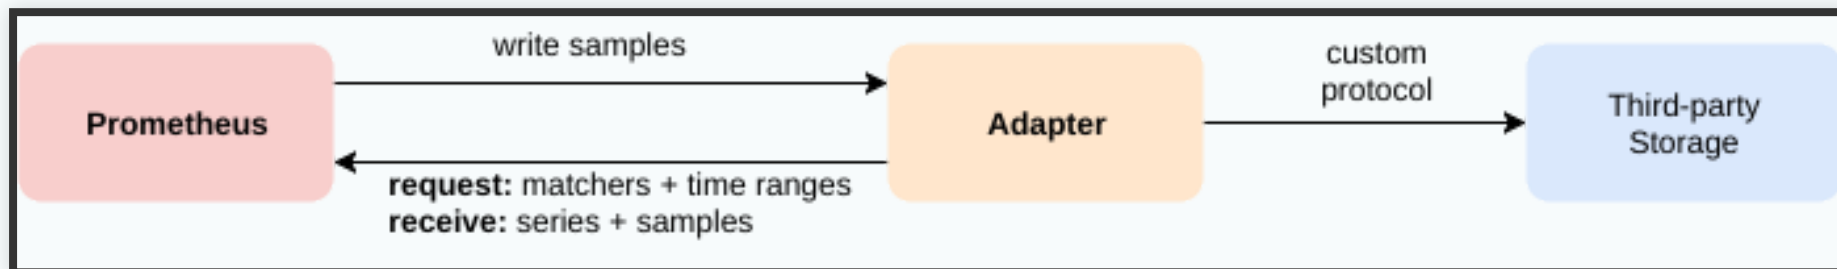 write samples
Prometheus
request: matchers + time ranges
receive: series + samples
Adapter
custom
protocol
Third-party
Storage